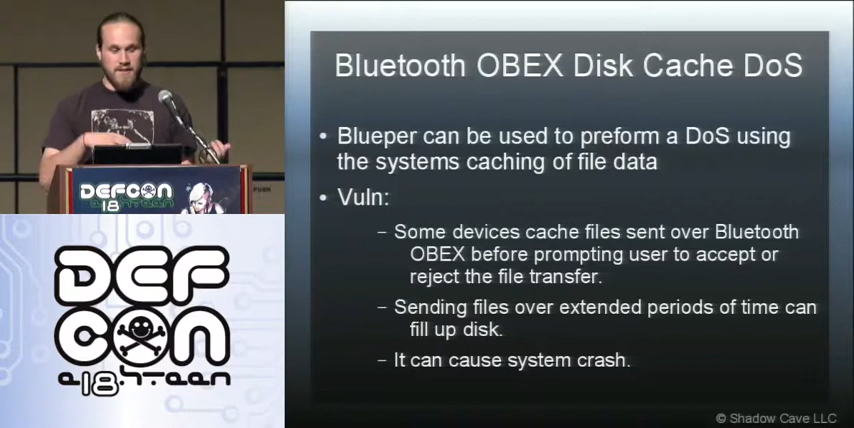 DEFCON
18
DEF
CON
e18h-teen
Bluetooth OBEX Disk Cache DoS
• Blueper can be used to preform a DoS using
the systems caching of file data
• Vuln:
– Some devices cache files sent over Bluetooth
OBEX before prompting user to accept or
reject the file transfer.
– Sending files over extended periods of time can
fill up disk.
– It can cause system crash.
© Shadow Cave LLC